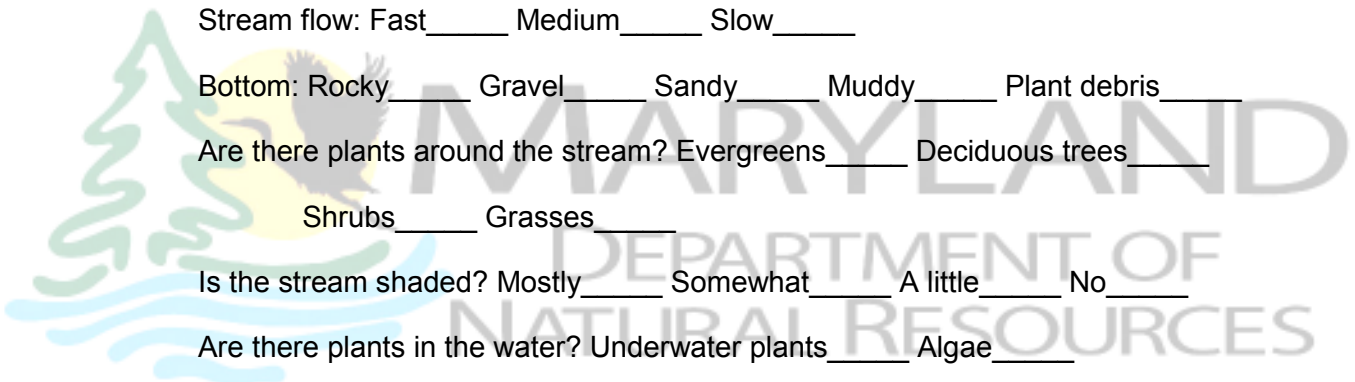 Stream flow: Fast_____ Medium_____ Slow_____
Bottom: Rocky_____ Gravel_____ Sandy_____ Muddy_____ Plant debris_____
Are there plants around the stream? Evergreens_____ Deciduous trees_____
Shrubs_____ Grasses_____
Is the stream shaded? Mostly_____ Somewhat_____ A little_____ No_____
Are there plants in the water? Underwater plants_____ Algae_____
MARYLAND
DEPARTMENT OF
NATURAL RESOURCES